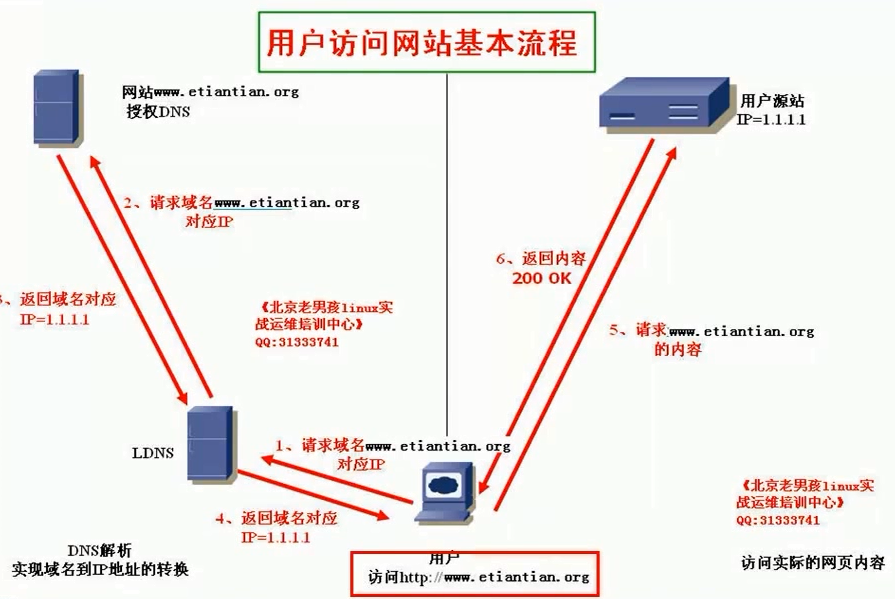 用户访问网站基本流程
网站www.etiantian.org
授权DNS
用户源站
IP=1.1.1.1
2、请求域名www.etiantian.org
对应IP
6、返回内容
200 OK
、返回域名对应
IP=1.1.1.1
《北京老男孩linux实
战运维培训中心》
QQ:31333741
5、请求www.etiantian.org
的内容
LDNS
1、请求域名www.etiantian.org
对应IP
4、返回域名对应
IP=1.1.1.1
《北京老男孩linux实
战运维培训中心》
QQ:31333741
DNS解析
实现域名到IP地址的转换
用户
访问http://www.etiantian.org
访问实际的网页内容